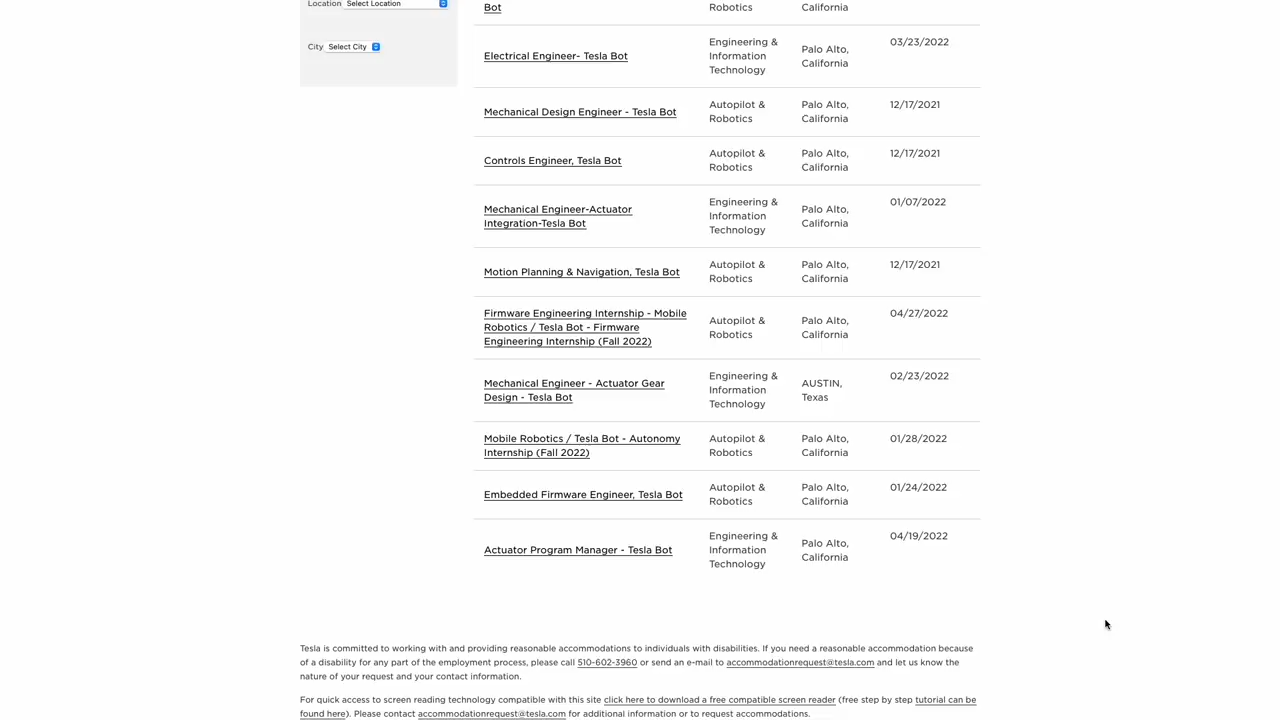 Location Select Location
City Select City
Bot Robotics California
Electrical Engineer- Tesla Bot
Engineering &
Information
Technology
Palo Alto,
California
03/23/2022
Mechanical Design Engineer - Tesla Bot
Autopilot &
Robotics
Palo Alto,
California
12/17/2021
Controls Engineer, Tesla Bot
Autopilot &
Robotics
Palo Alto,
California
12/17/2021
Mechanical Engineer-Actuator
Integration-Tesla Bot
Engineering &
Information
Technology
Palo Alto,
California
01/07/2022
Motion Planning & Navigation, Tesla Bot
Autopilot &
Robotics
Palo Alto,
California
12/17/2021
Firmware Engineering Internship - Mobile
Robotics / Tesla Bot - Firmware
Engineering Internship (Fall 2022)
Autopilot &
Robotics
Palo Alto,
California
04/27/2022
Mechanical Engineer - Actuator Gear
Design - Tesla Bot
Engineering &
Information
Technology
AUSTIN,
Texas
02/23/2022
Mobile Robotics / Tesla Bot - Autonomy
Internship (Fall 2022)
Autopilot &
Robotics
Palo Alto,
California
01/28/2022
Embedded Firmware Engineer, Tesla Bot
Autopilot &
Robotics
Palo Alto,
California
01/24/2022
Actuator Program Manager - Tesla Bot
Engineering &
Information
Technology
Palo Alto,
California
04/19/2022
Tesla is committed to working with and providing reasonable accommodations to individuals with disabilities. If you need a reasonable accommodation because
of a disability for any part of the employment process, please call 510-602-3960 or send an e-mail to accommodationrequest@tesla.com and let us know the
nature of your request and your contact information.
For quick access to screen reading technology compatible with this site click here to download a free compatible screen reader (free step by step tutorial can be
found here). Please contact accommodationrequest@tesla.com for additional information or to request accommodations.